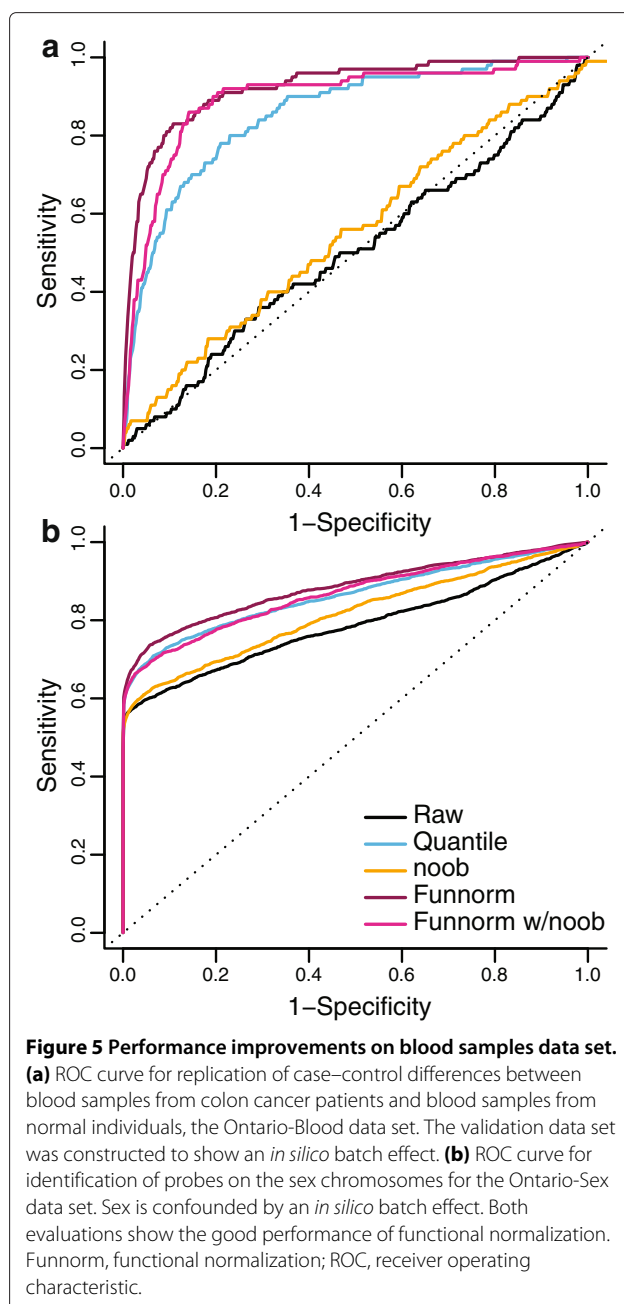 a
1.0
0.8
0.6
0.4
0.2
0.0
Sensitivity
0.0 0.2 0.4 0.6 0.8 1.0
1−Specificity
b
1.0
0.8
0.6
0.4
0.2
0.0
Sensitivity
Raw
Quantile
noob
Funnorm
Funnorm w/noob
0.0 0.2 0.4 0.6 0.8 1.0
1−Specificity
Figure 5 Performance improvements on blood samples data set.
(a) ROC curve for replication of case–control differences between
blood samples from colon cancer patients and blood samples from
normal individuals, the Ontario-Blood data set. The validation data set
was constructed to show an in silico batch effect. (b) ROC curve for
identification of probes on the sex chromosomes for the Ontario-Sex
data set. Sex is confounded by an in silico batch effect. Both
evaluations show the good performance of functional normalization.
Funnorm, functional normalization; ROC, receiver operating
characteristic.